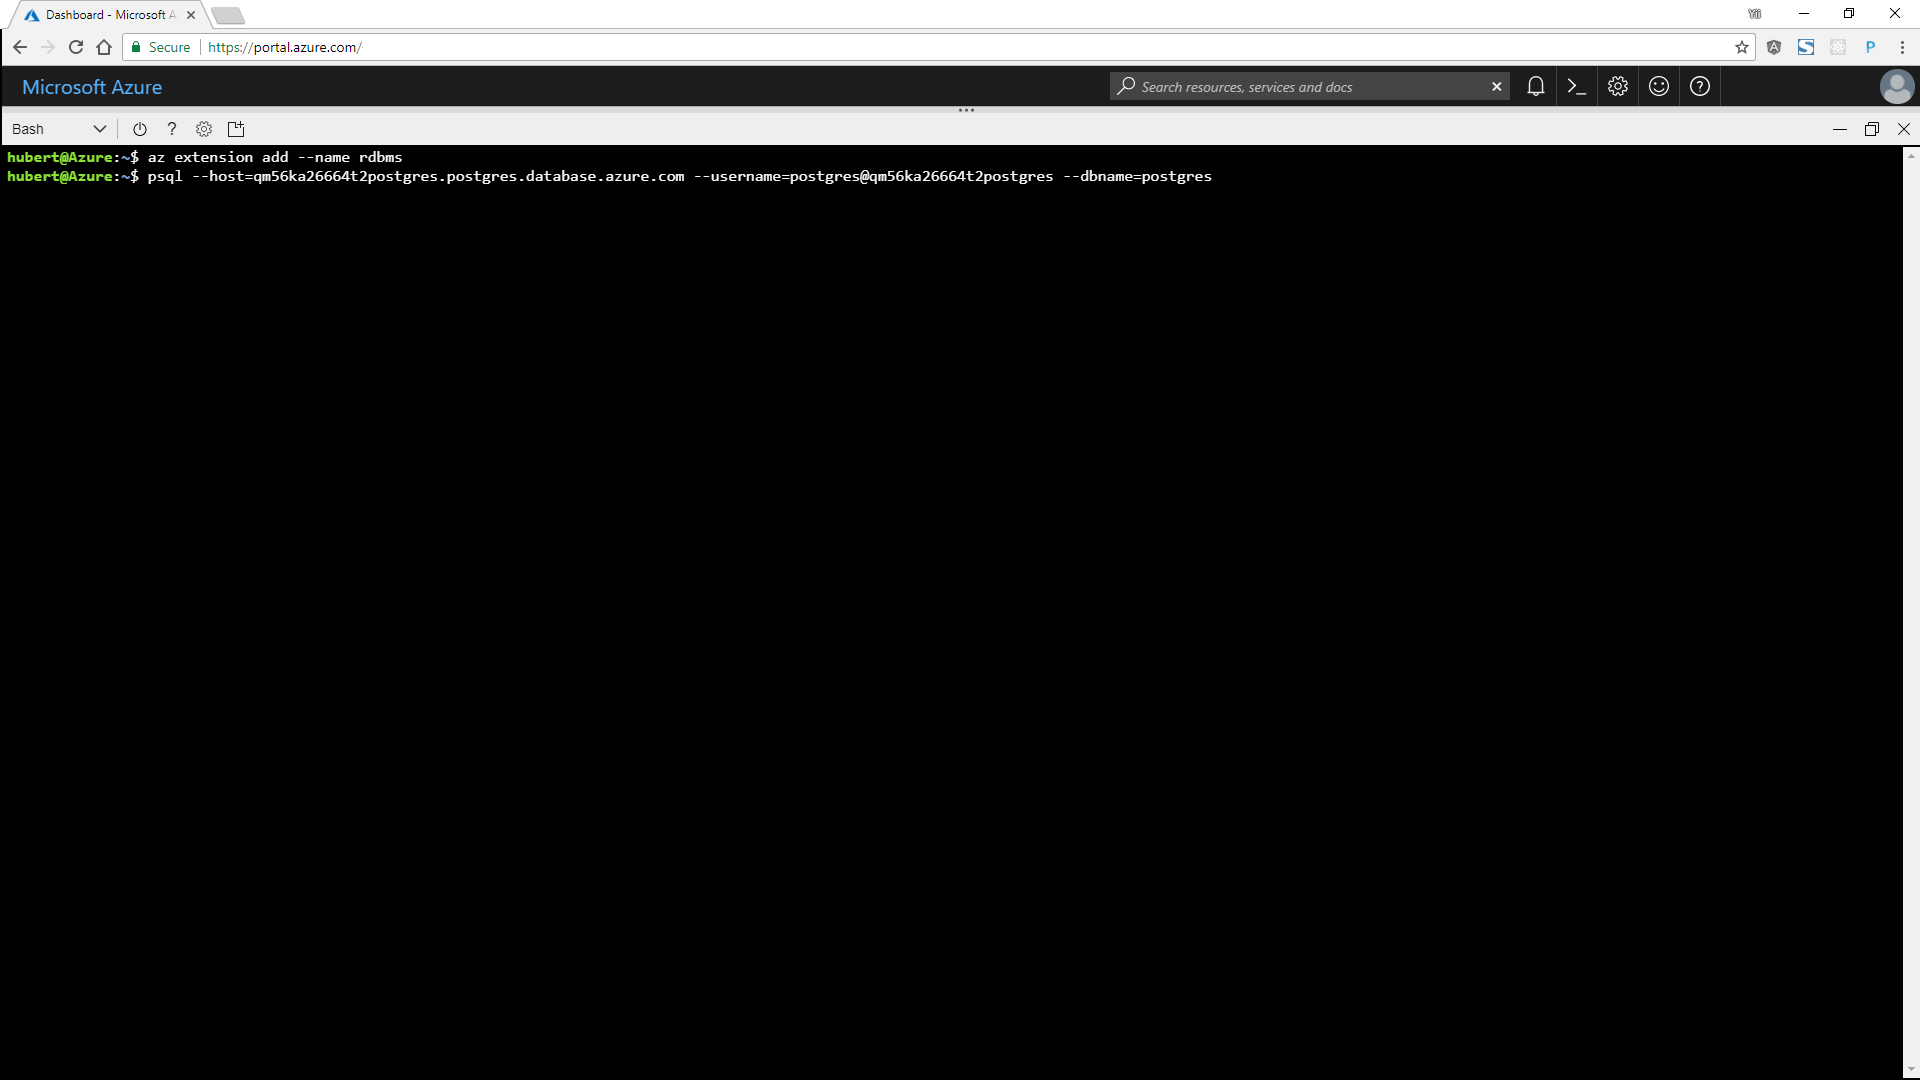 Dashboard - Microsoft A
Yii
Secure https://portal.azure.com/
Microsoft Azure
Search resources, services and docs
Bash
hubert@Azure:~$ az extension add --name rdbms
hubert@Azure:~$ psql --host=qm56ka26664t2postgres.postgres.database.azure.com --username=postgres@qm56ka26664t2postgres --dbname=postgres